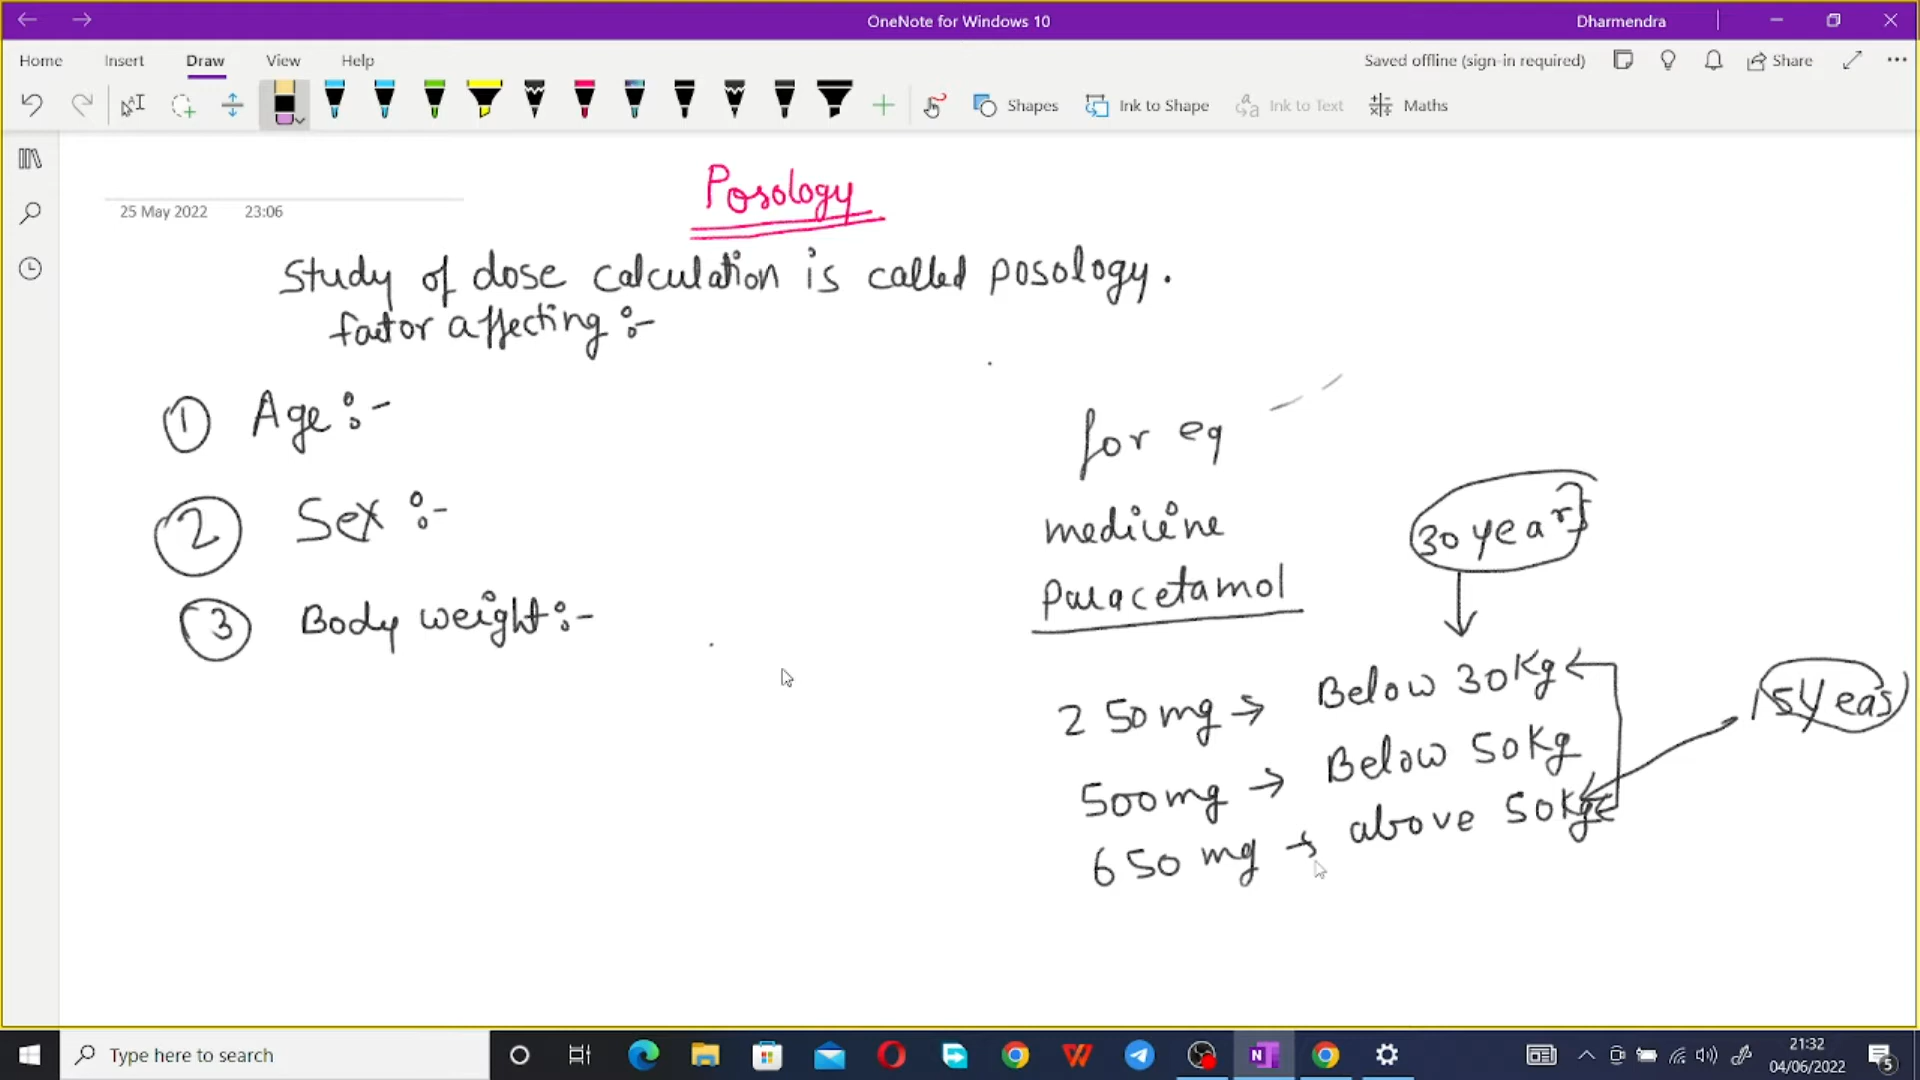 OneNote for Windows 10
Dharmendra
Home Insert Draw View Help
Saved offline (sign-in required)
Share
Shapes
Ink to Shape
Ink to Text
Maths
Posology
25 May 2022 23:06
Study of dose calculation is called posology.
factor affecting :-
① Age :-
② Sex :-
③ Body weight :-
for eg
medicine
Paracetamol
30 years
250 mg → Below 30Kg
15 Yeas
500mg → Below 50Kg
650 mg → above 50Kg
Type here to search
21:32
04/06/2022
5